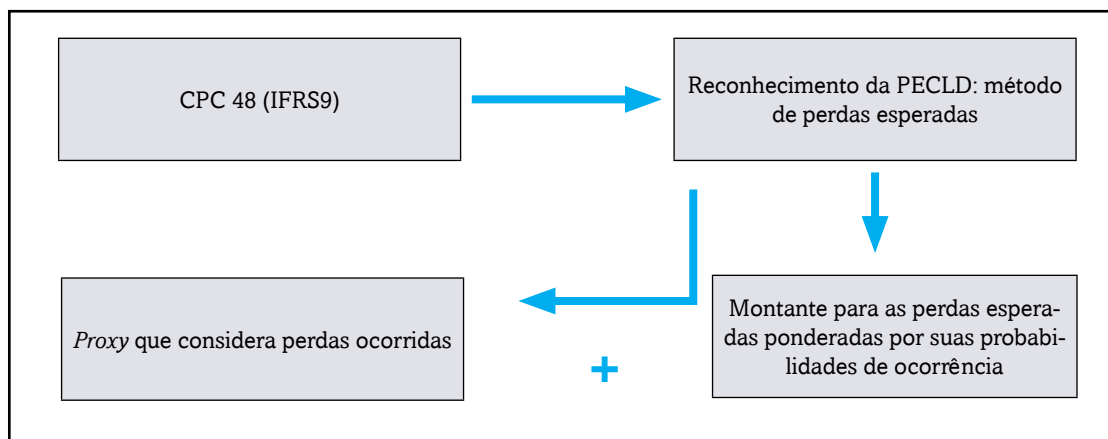 CPC 48 (IFRS9)
Reconhecimento da PECLD: método
de perdas esperadas
Proxy que considera perdas ocorridas
+
Montante para as perdas espera-
das ponderadas por suas probabi-
lidades de ocorrência